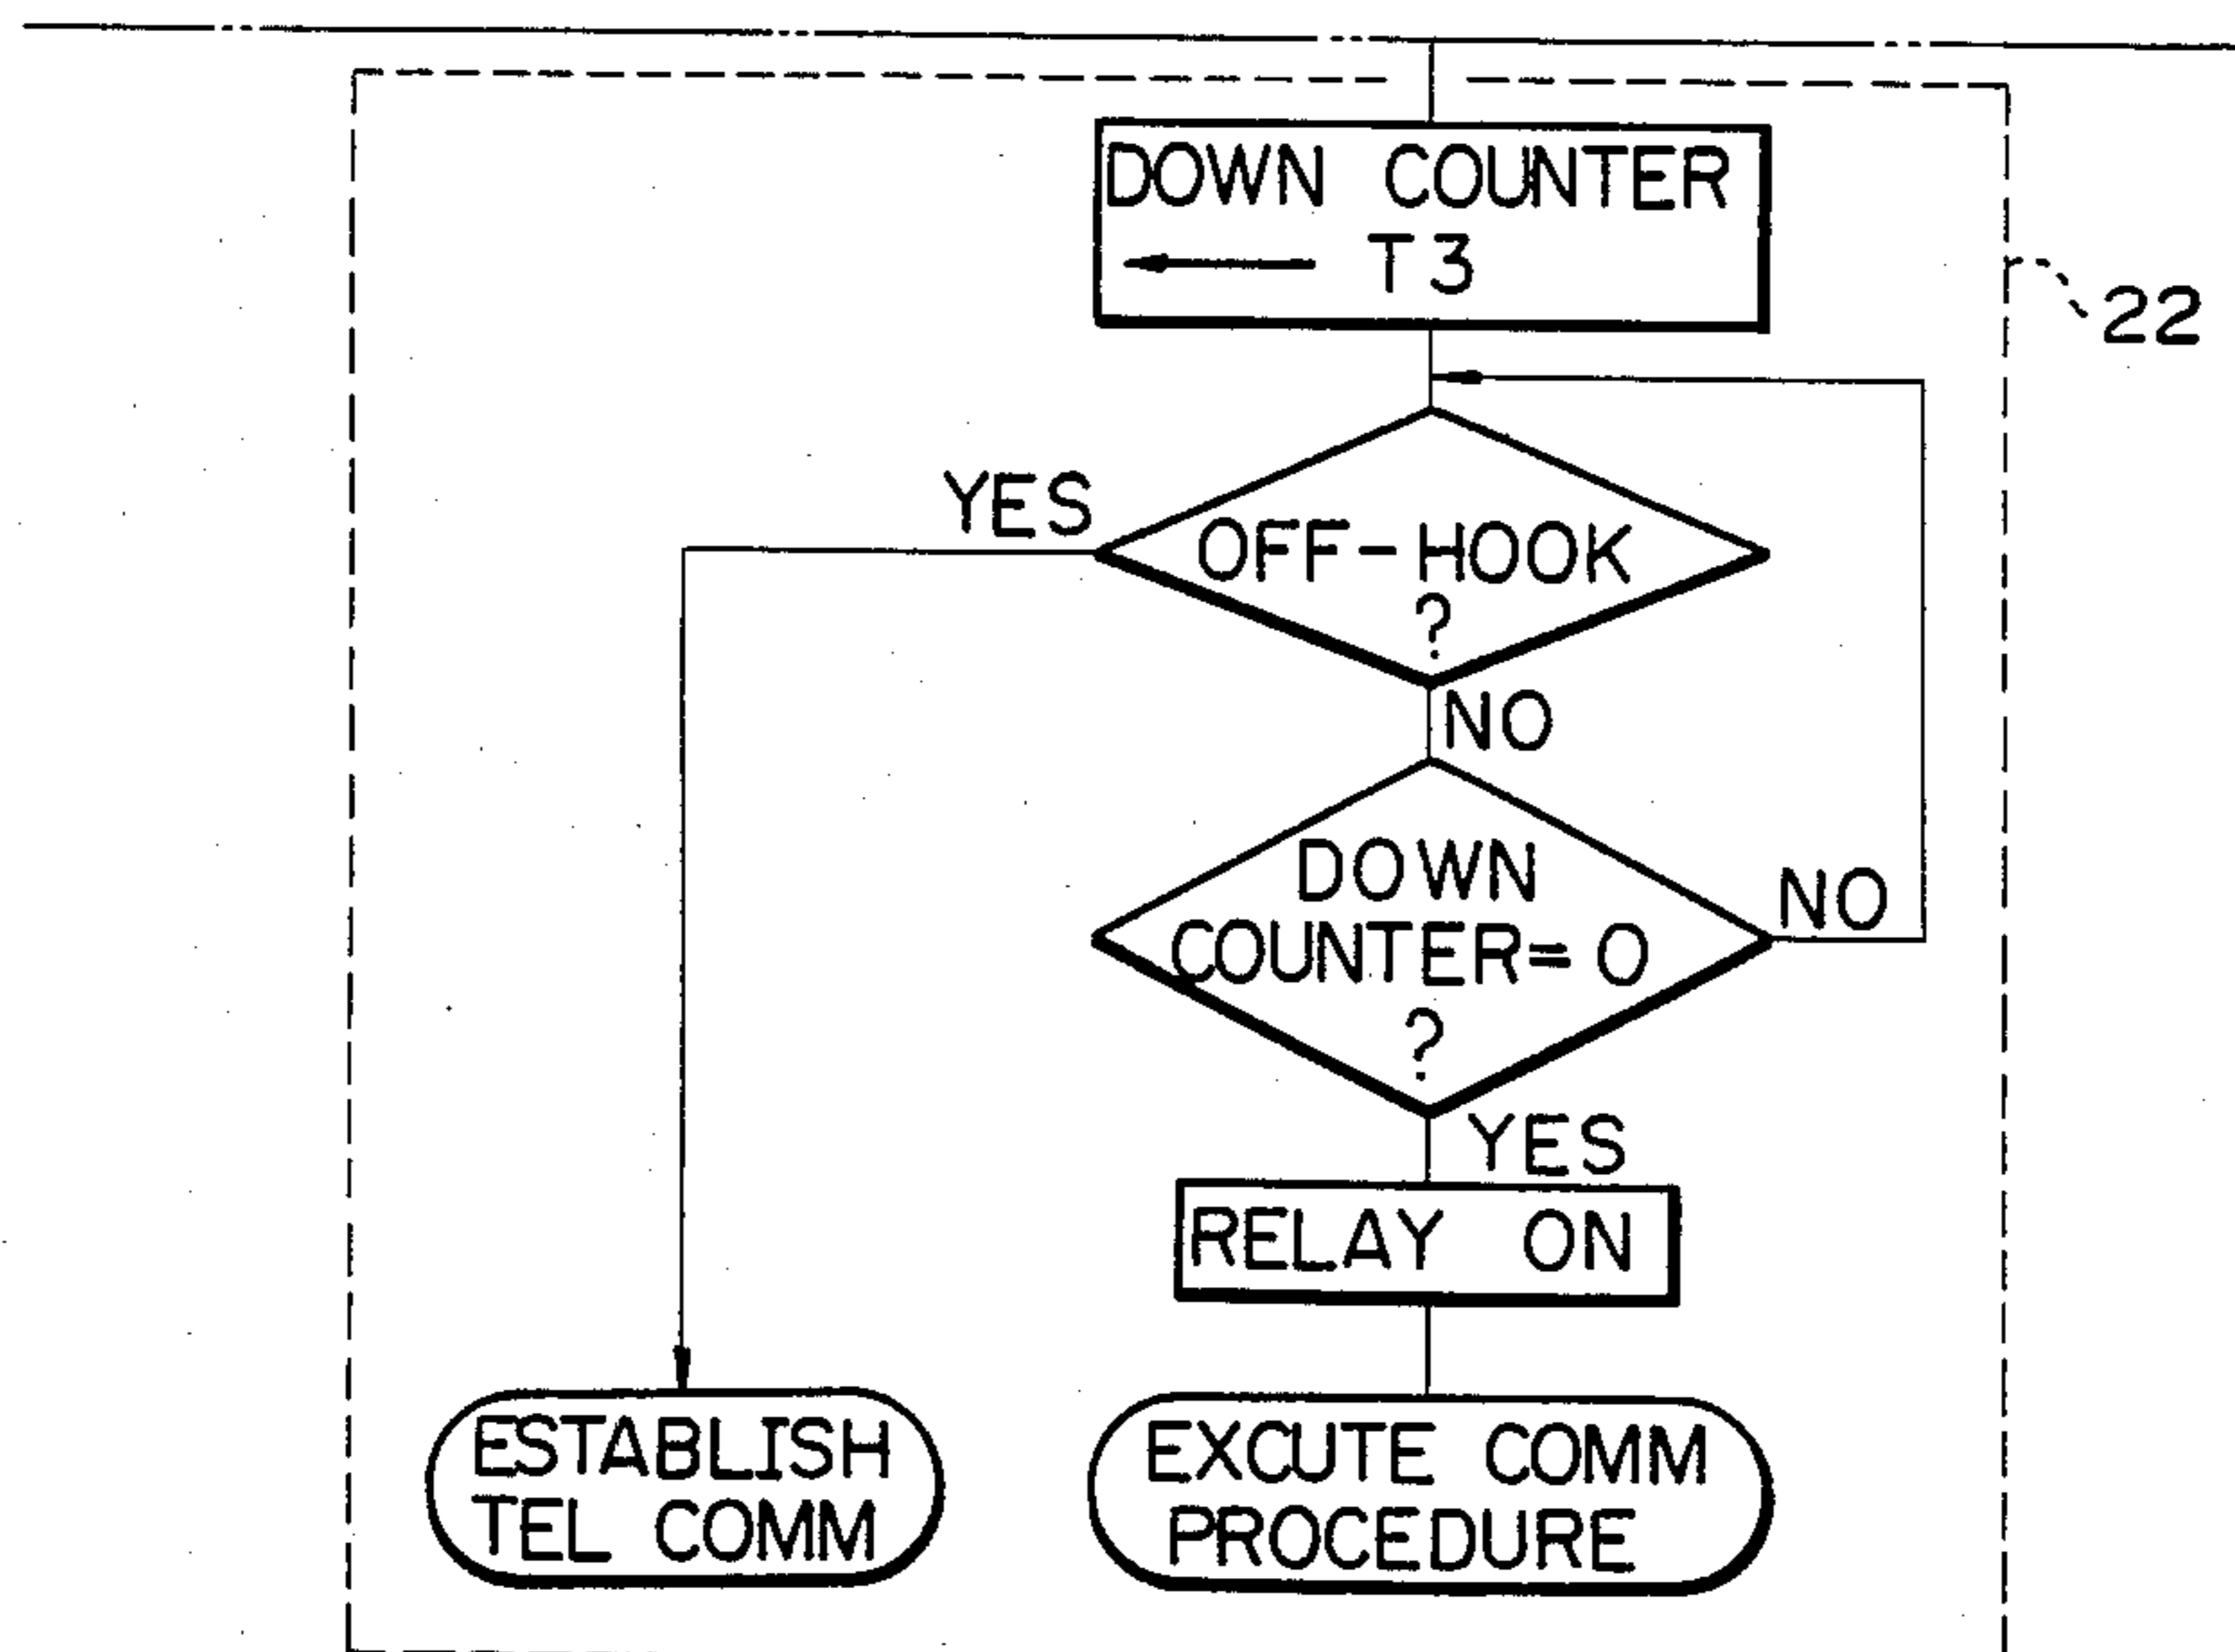 DOWN COUNTER
← T3
22
YES
OFF-HOOK
?
NO
DOWN
COUNTER=0
?
NO
YES
RELAY ON
ESTABLISH
TEL COMM
EXCUTE COMM
PROCEDURE